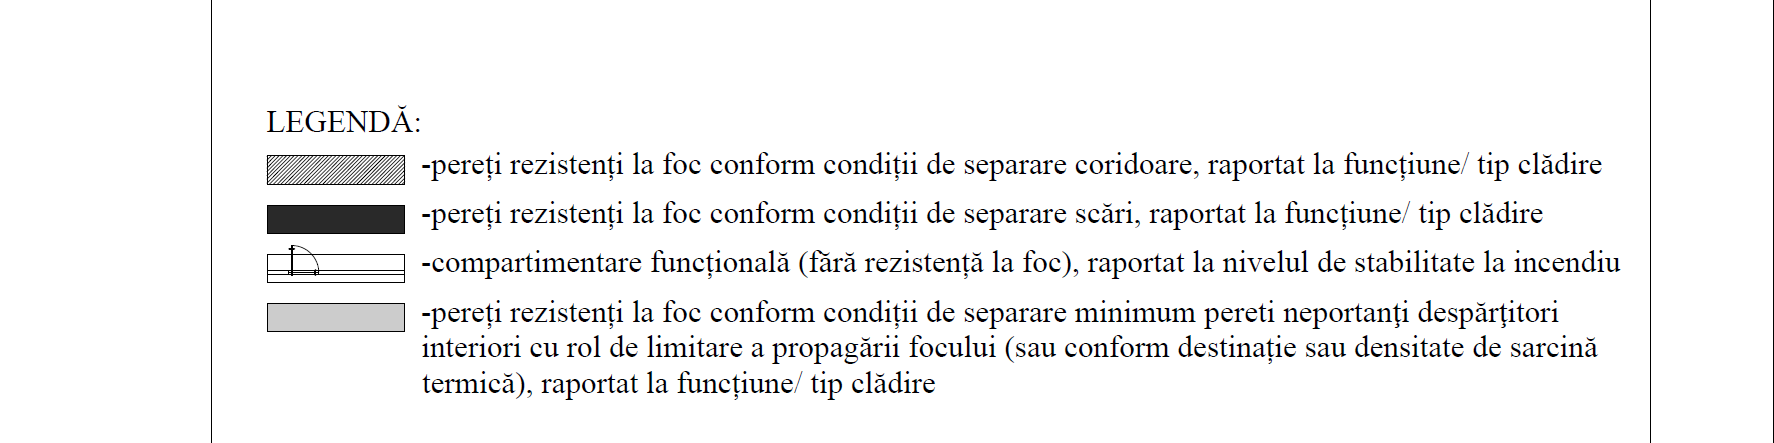 LEGENDĂ:
-pereți rezistenți la foc conform condiții de separare coridoare, raportat la funcțiune/ tip clădire
-pereți rezistenți la foc conform condiții de separare scări, raportat la funcțiune/ tip clădire
-compartimentare funcțională (fără rezistență la foc), raportat la nivelul de stabilitate la incendiu
-pereți rezistenți la foc conform condiții de separare minimum pereti neportanţi despărţitori
interiori cu rol de limitare a propagării focului (sau conform destinație sau densitate de sarcină
termică), raportat la funcțiune/ tip clădire